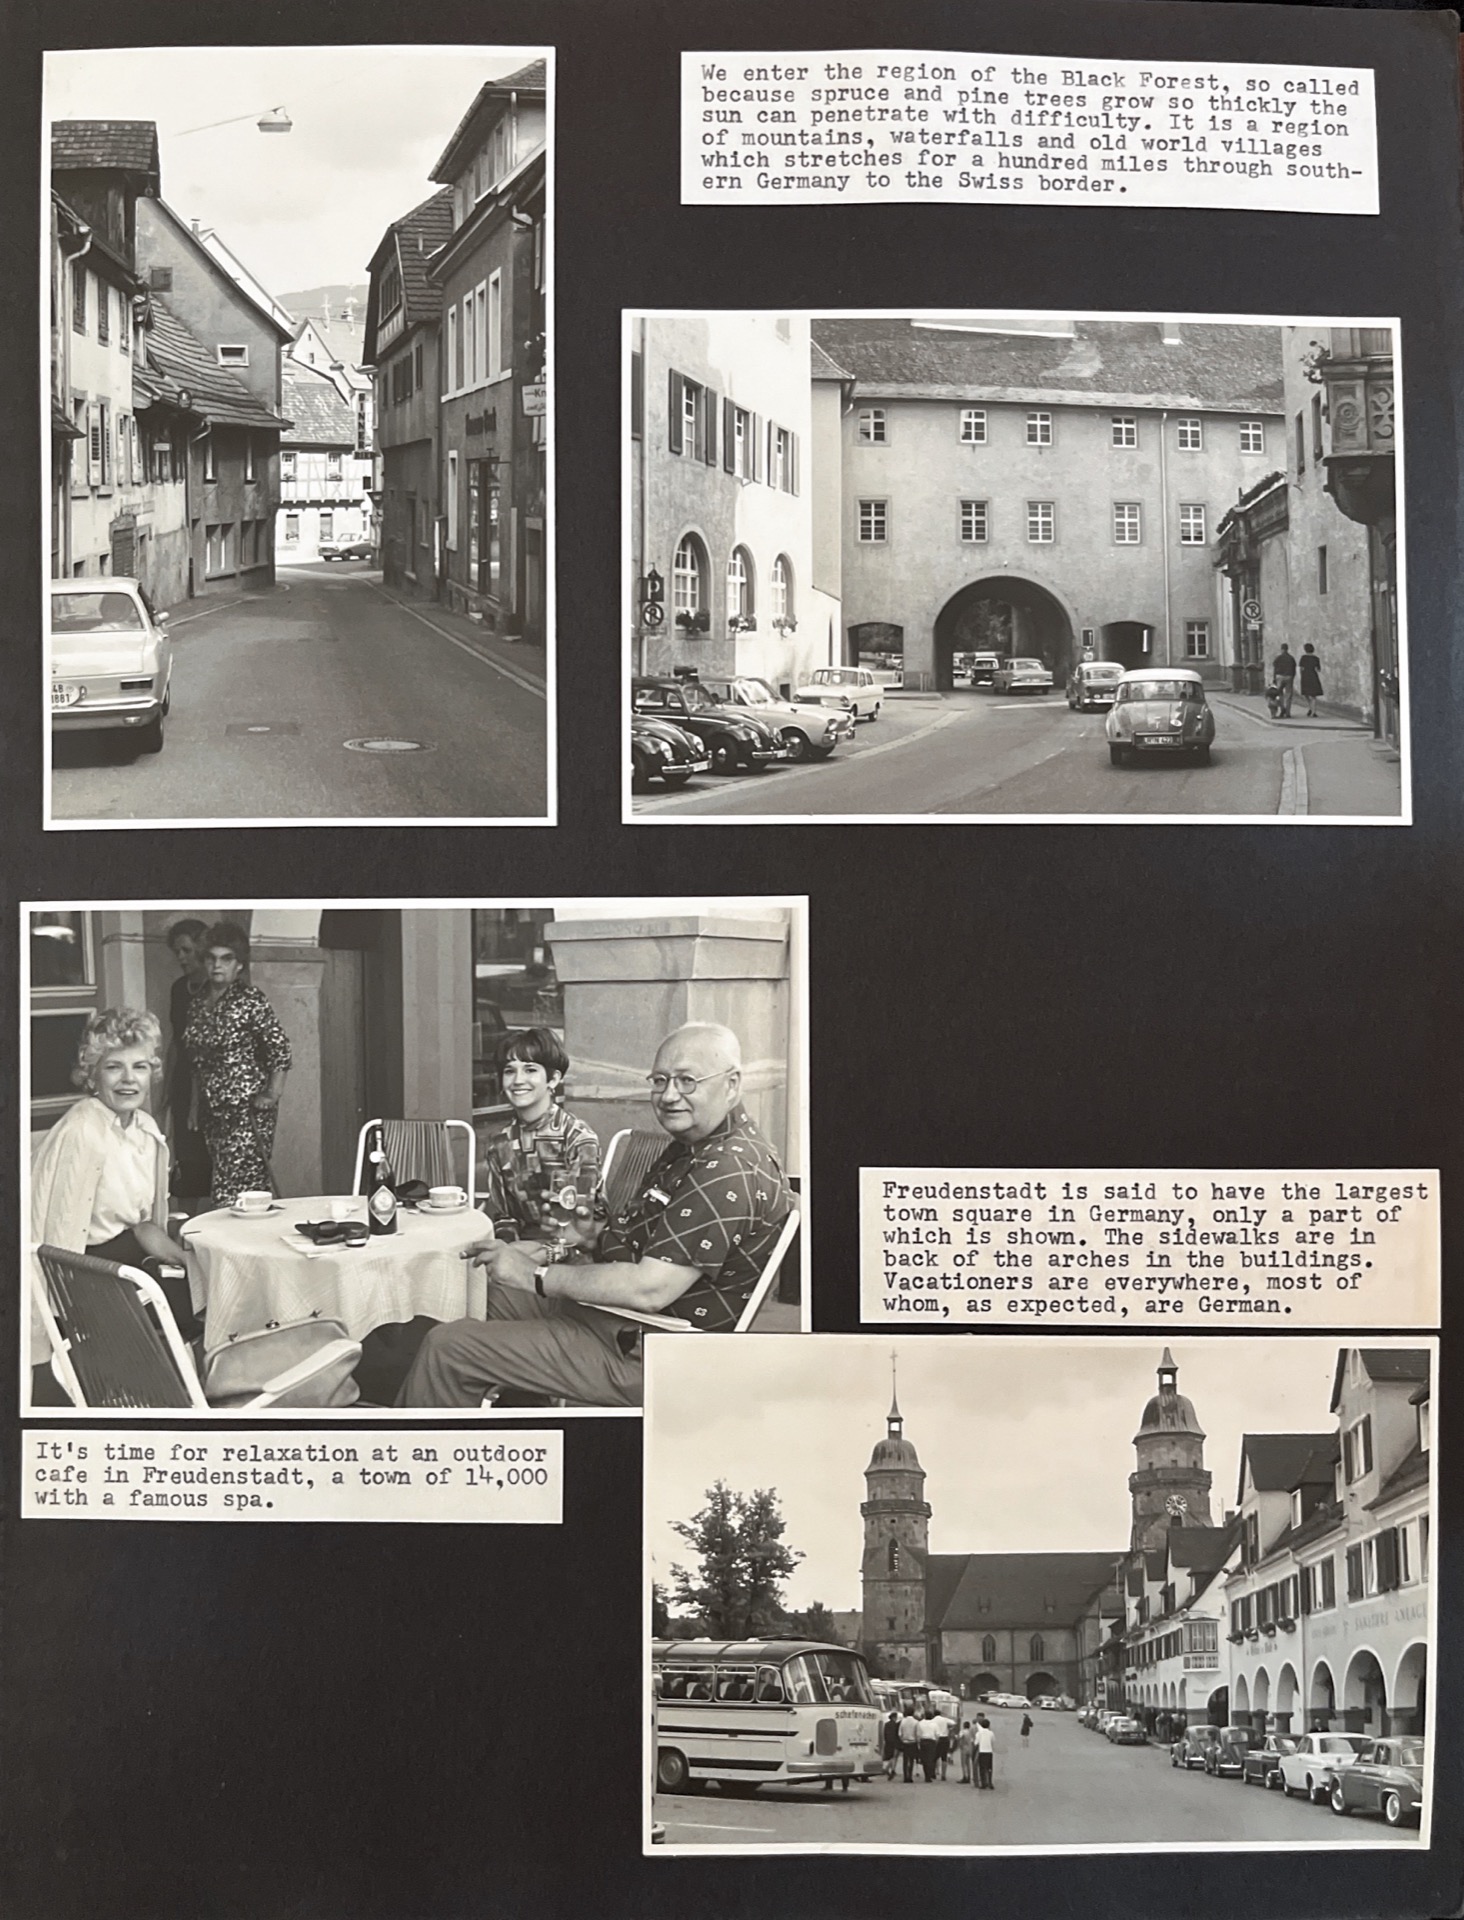 We enter the region of the Black Forest, so called
because spruce and pine trees grow so thickly the
sun can penetrate with difficulty. It is a region
of mountains, waterfalls and old world villages
which stretches for a hundred miles through south-
ern Germany to the Swiss border.
Freudenstadt is said to have the largest
town square in Germany, only a part of
which is shown. The sidewalks are in
back of the arches in the buildings.
Vacationers are everywhere, most of
whom, as expected, are German.
It's time for relaxation at an outdoor
cafe in Freudenstadt, a town of 14,000
with a famous spa.